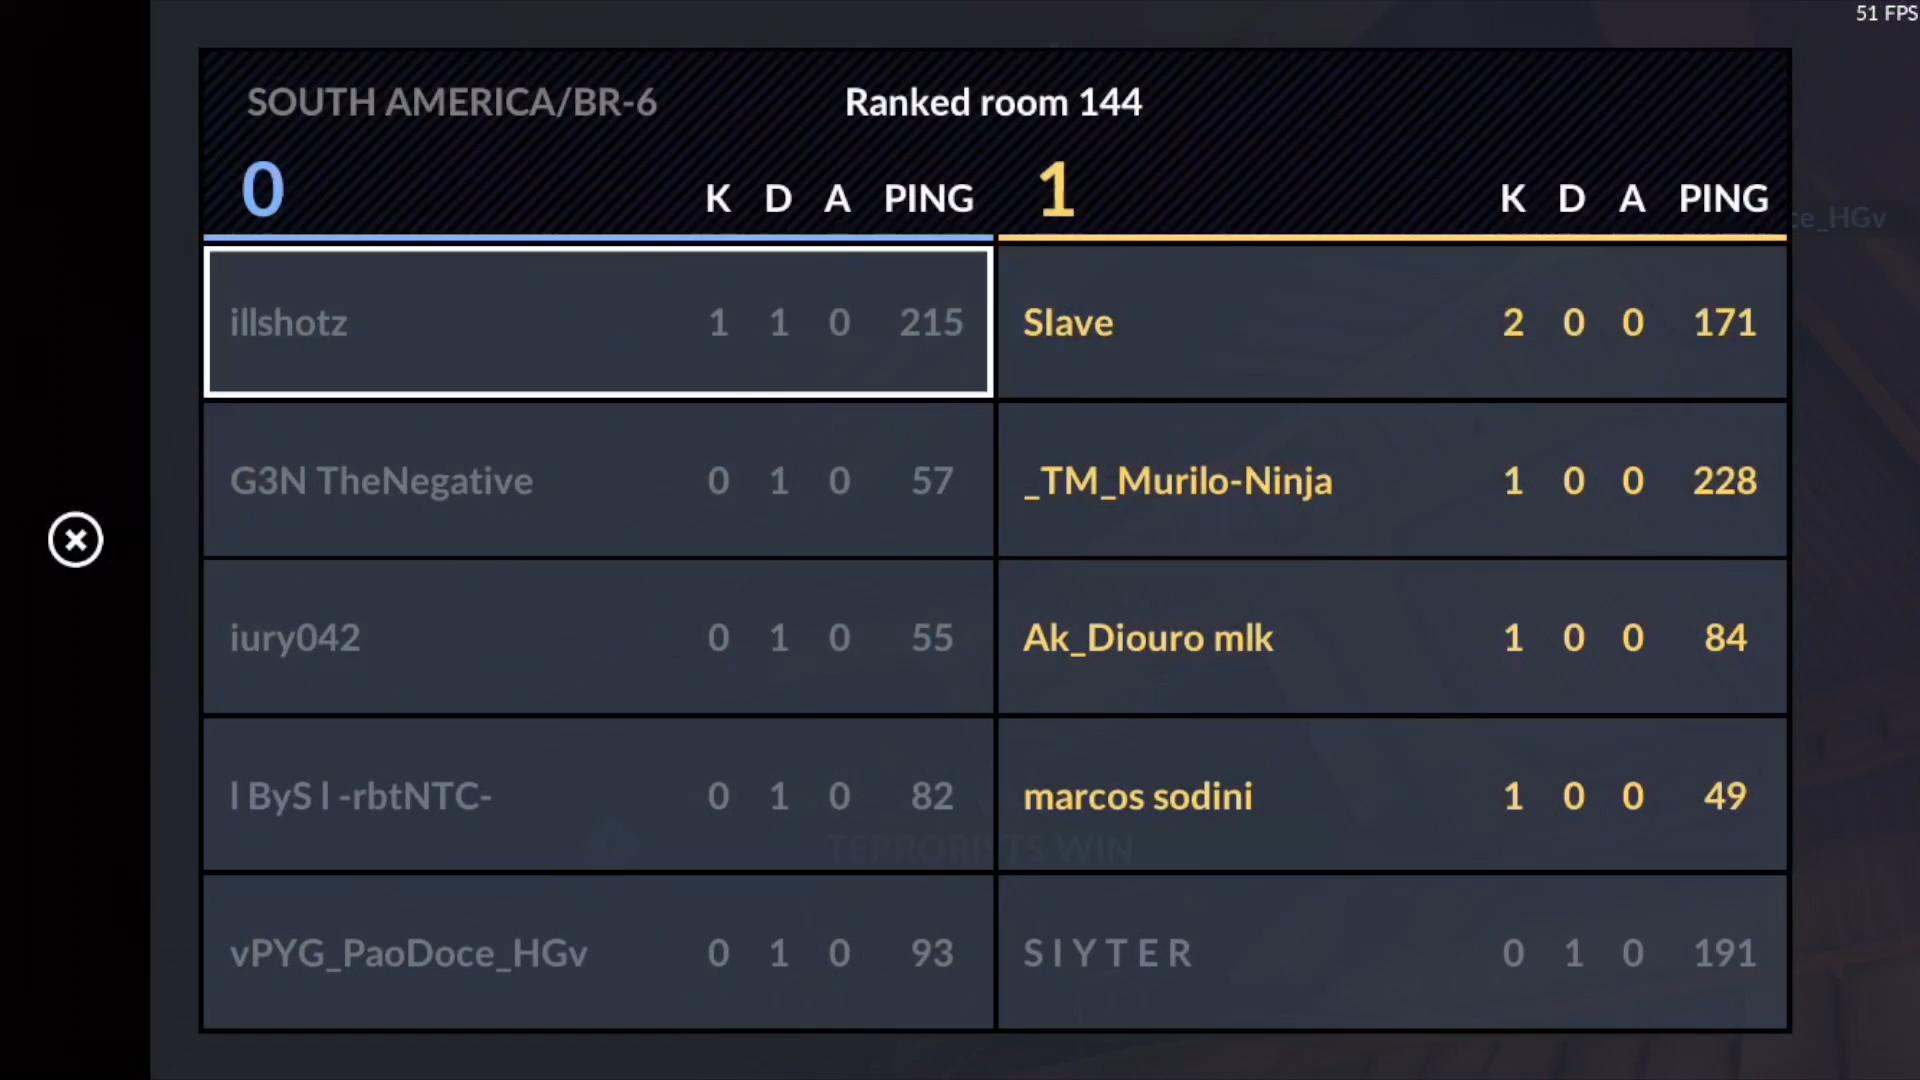 51 FPS
SOUTH AMERICA/BR-6 Ranked room 144
0 K D A PING 1 K D A PING
ce_HGv
illshotz 1 1 0 215 Slave 2 0 0 171
G3N TheNegative 0 1 0 57 _TM_Murilo-Ninja 1 0 0 228
iury042 0 1 0 55 Ak_Diouro mlk 1 0 0 84
l ByS l -rbtNTC- 0 1 0 82 marcos sodini 1 0 0 49
TERRORISTS WIN
vPYG_PaoDoce_HGv 0 1 0 93 S I Y T E R 0 1 0 191